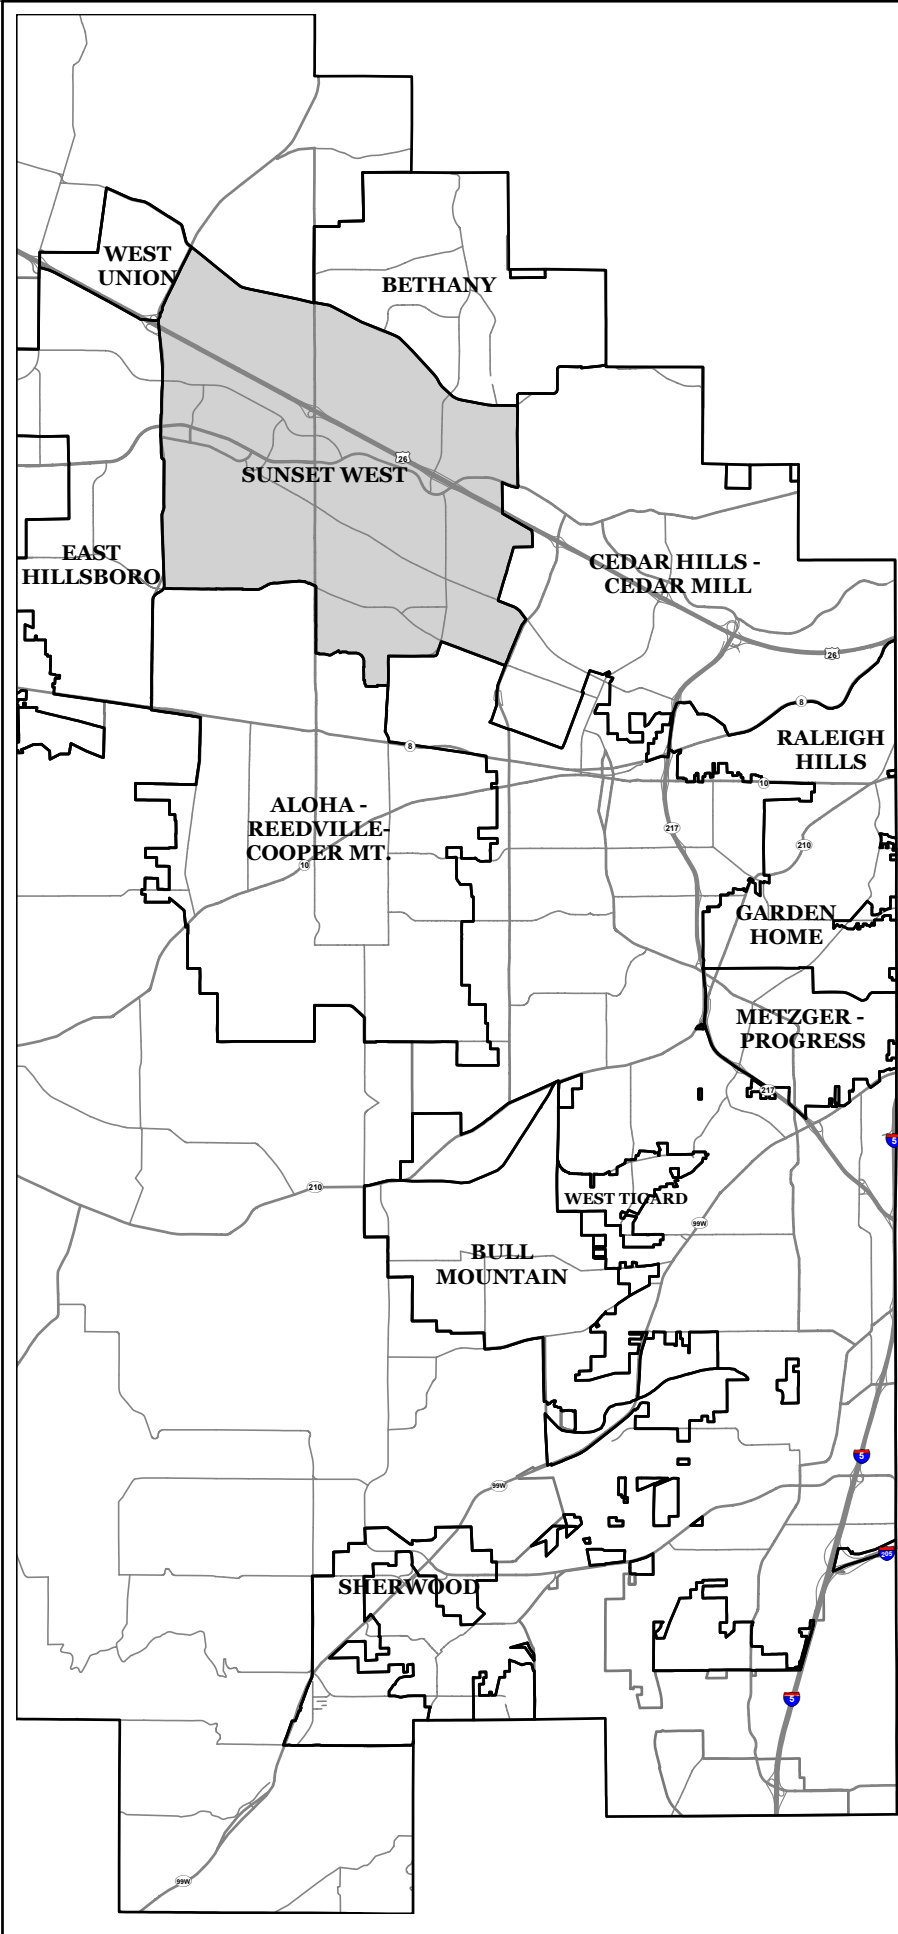 WEST
UNION
BETHANY
26
SUNSET WEST
EAST
HILLSBORO
CEDAR HILLS -
CEDAR MILL
26
8
RALEIGH
HILLS
8
10
ALOHA -
REEDVILLE-
COOPER MT.
10
217
210
GARDEN
HOME
METZGER -
PROGRESS
217
5
210
WEST TIGARD
99W
BULL
MOUNTAIN
5
99W
205
SHERWOOD
5
99W